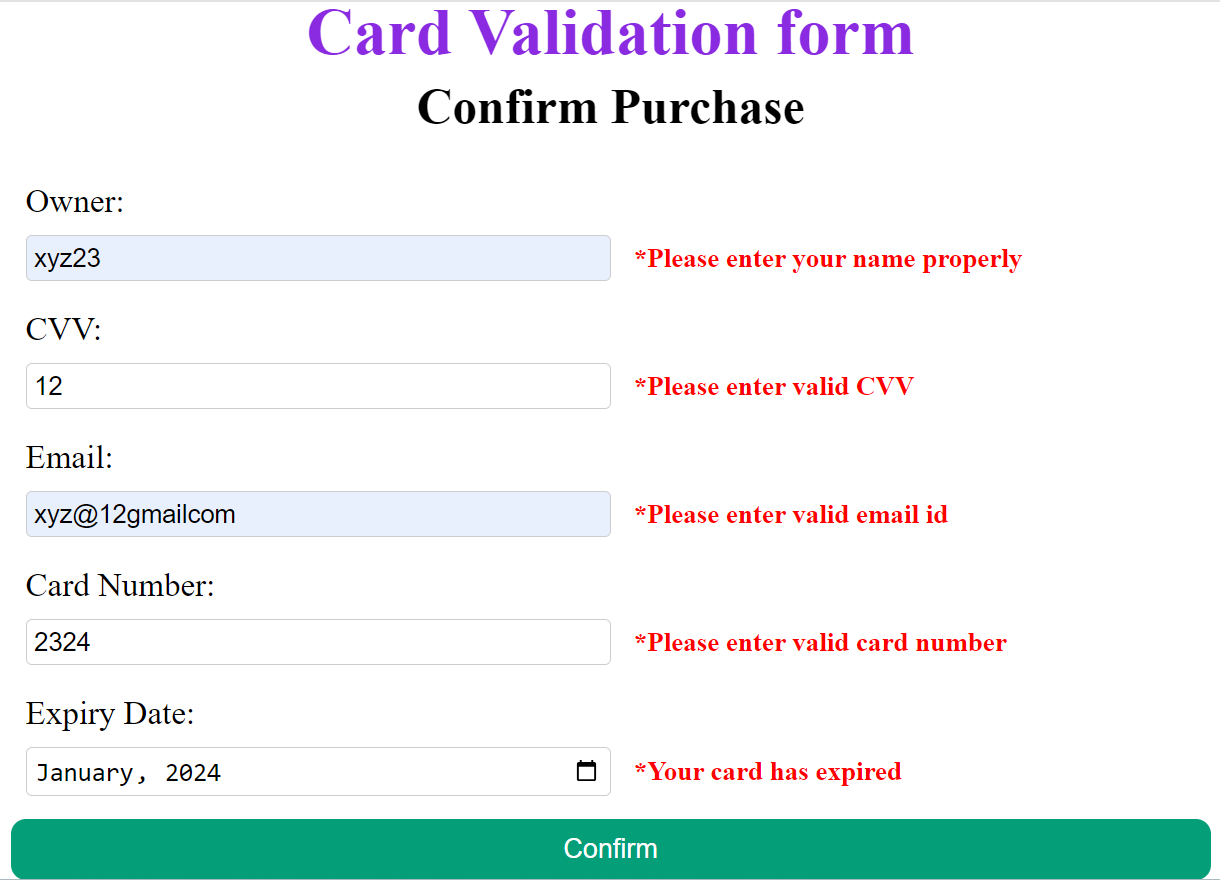 Card Validation form
Confirm Purchase
Owner:
xyz23 *Please enter your name properly
CVV:
12 *Please enter valid CVV
Email:
xyz@12gmailcom *Please enter valid email id
Card Number:
2324 *Please enter valid card number
Expiry Date:
January, 2024 *Your card has expired
Confirm